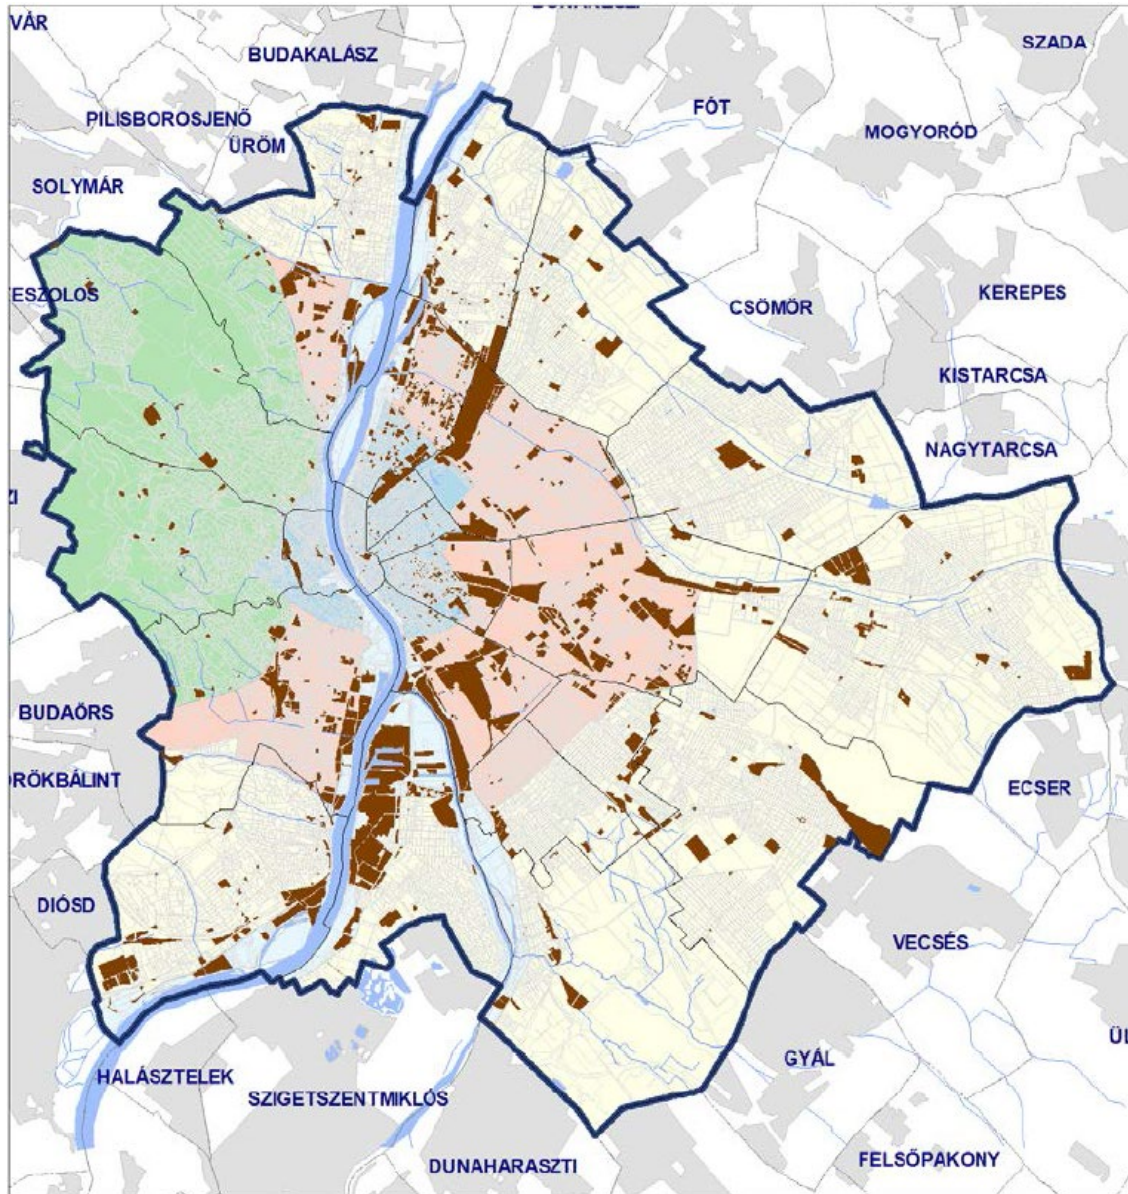 VÁR
BUDAKALÁSZ
SZADA
FÓT
MOGYORÓD
PILISBOROSJENŐ
ÜRÖM
SOLYMÁR
KEREPES
CSÖMÖR
KISTARCSA
NAGYTARCSA
BUDAÖRS
ECSER
DIÓSD
VECSÉS
GYÁL
HALÁSZTELEK
SZIGETSZENTMIKLÓS
FELSŐPAKONY
DUNAHARASZTI